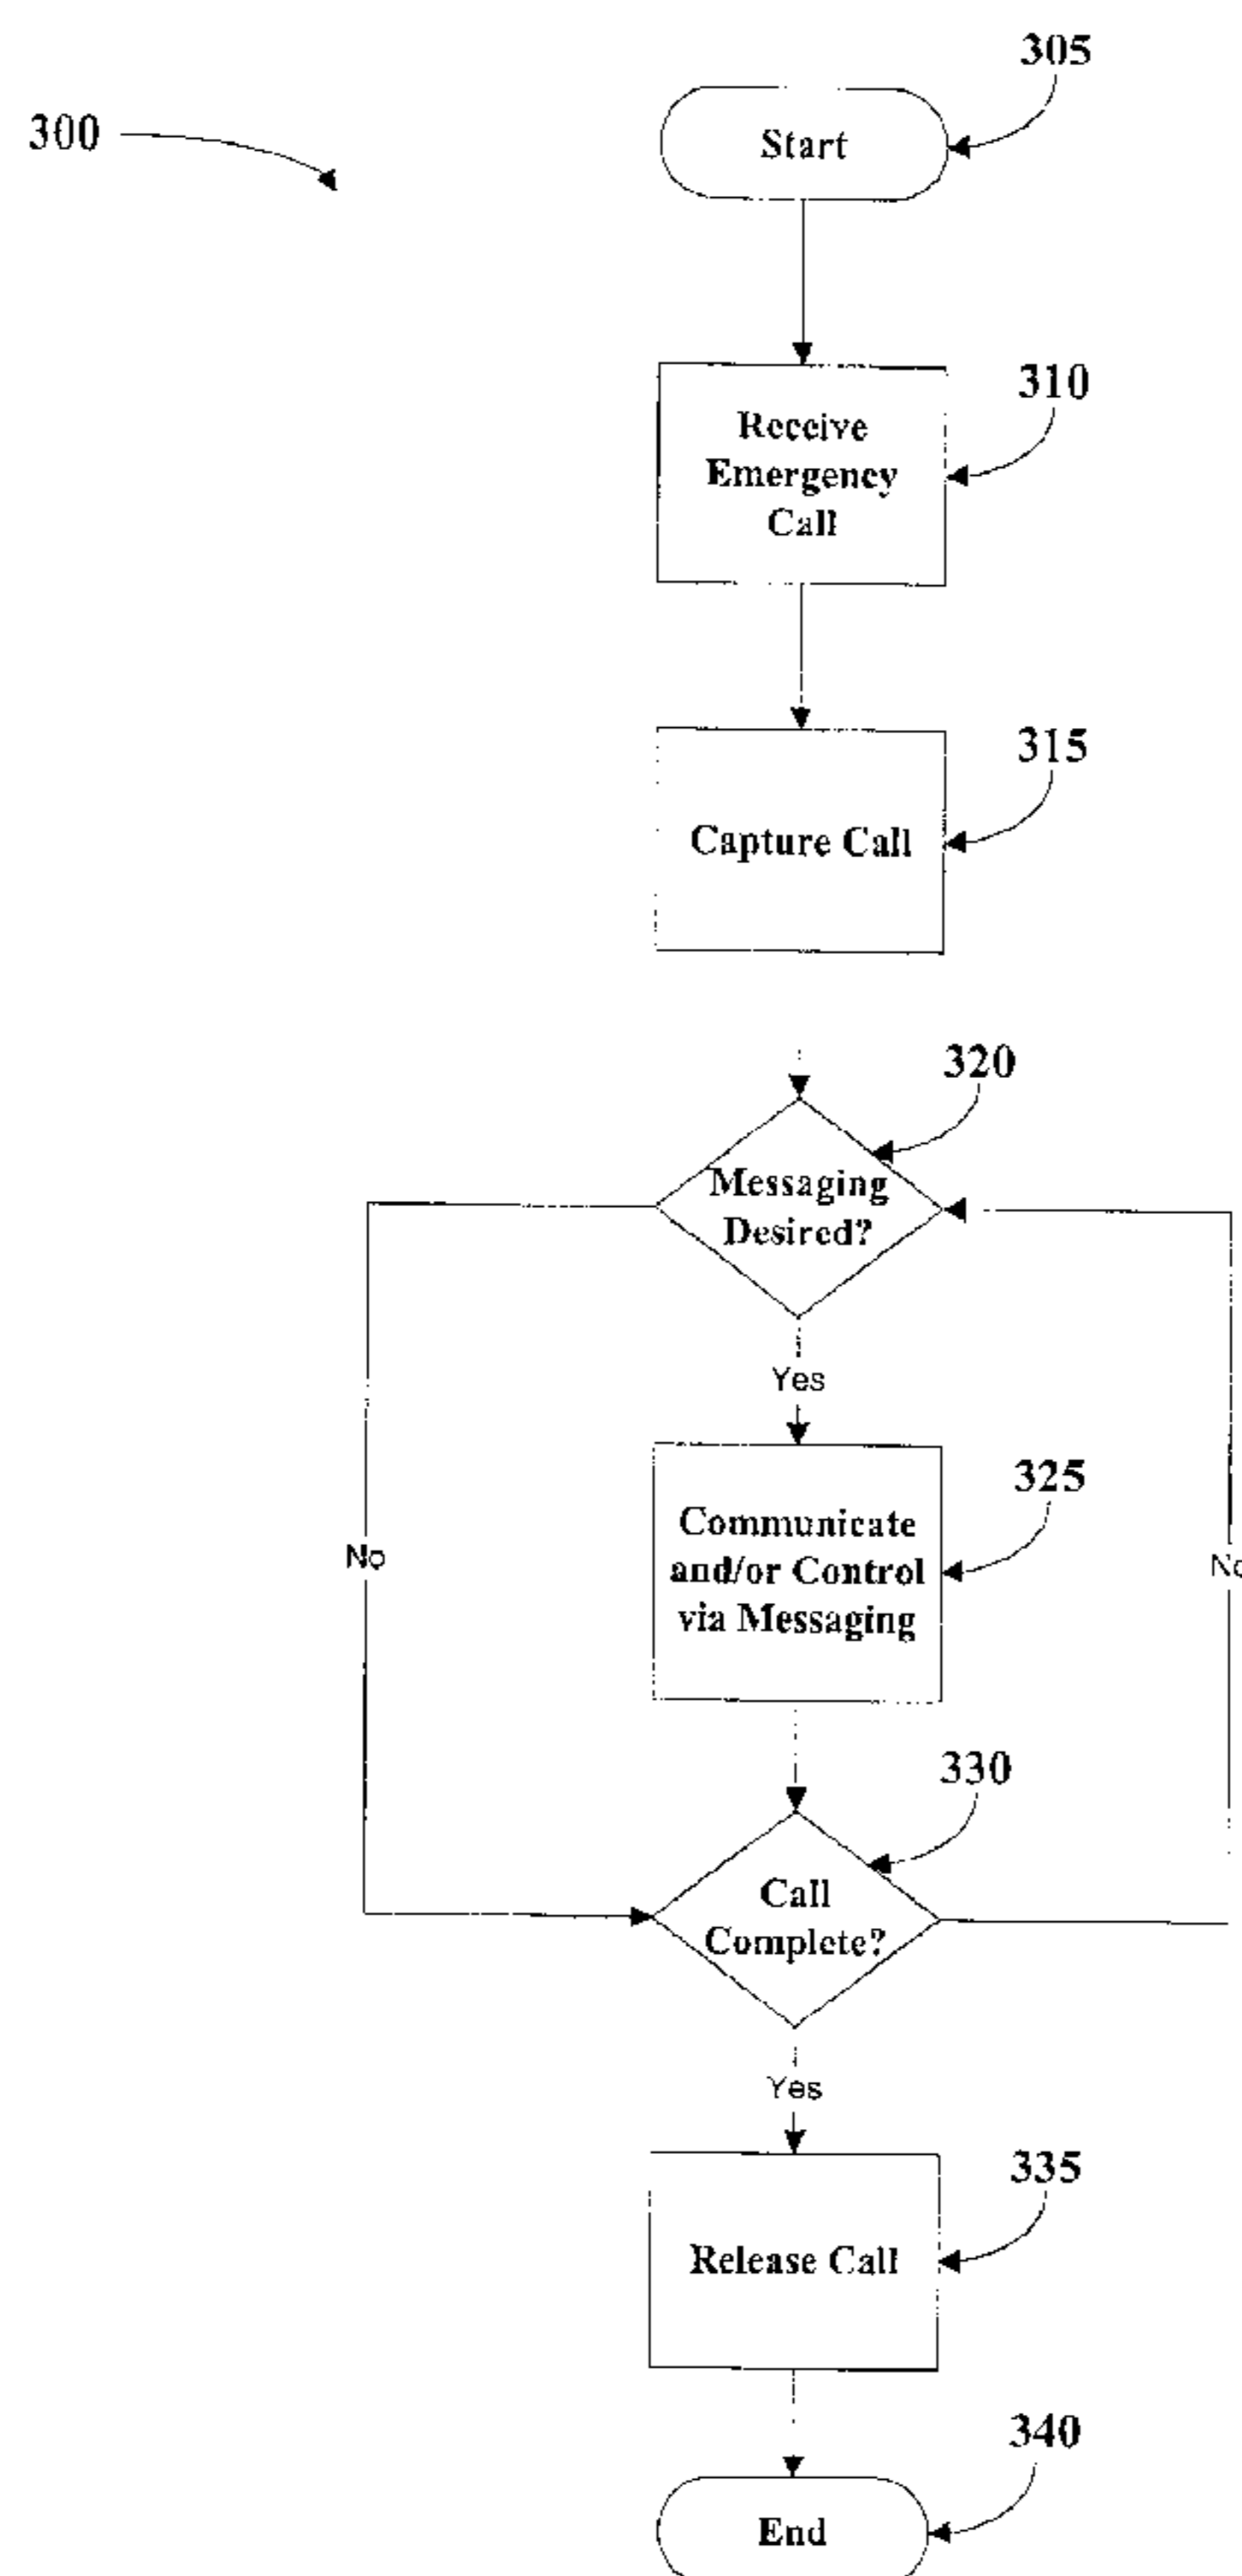 305
300
Start
310
Receive
Emergency
Call
315
Capture Call
320
Messaging
Desired?
Yes
325
Communicate
and/or Control
via Messaging
No
No
330
Call
Complete?
Yes
335
Release Call
340
End